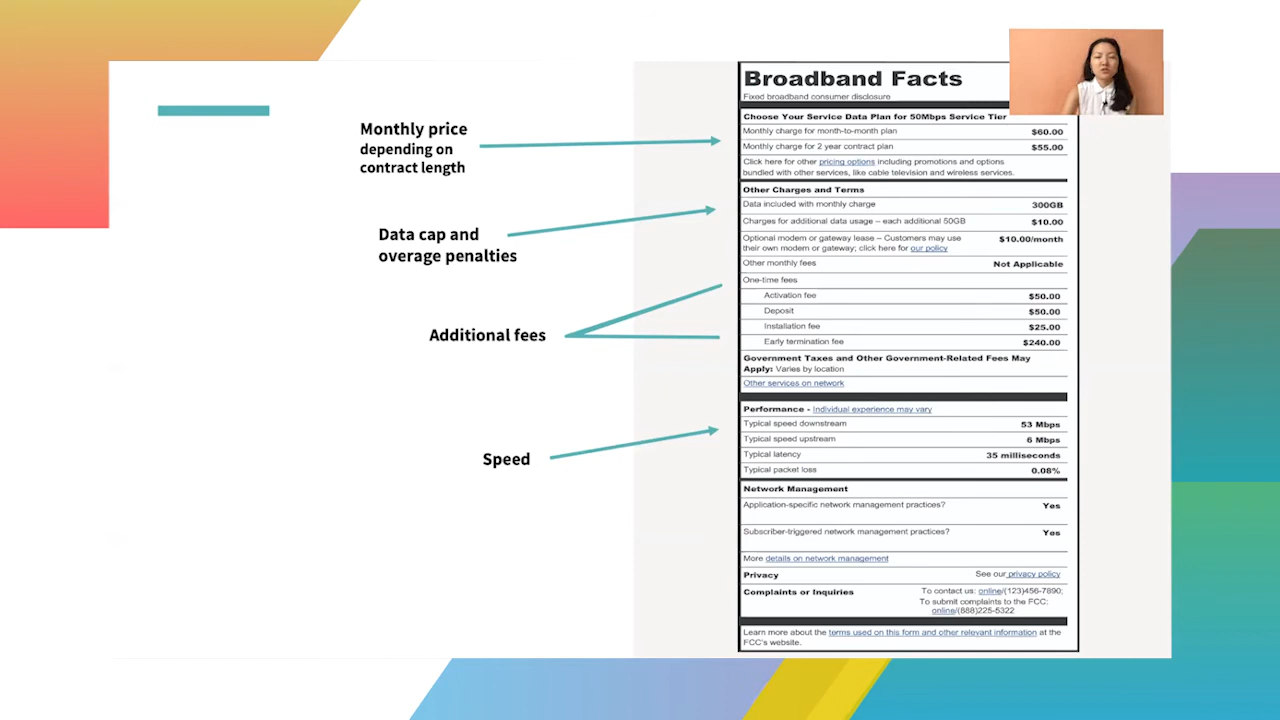 Monthly price
depending on
contract length
Data cap and
overage penalties
Additional fees
Speed
Broadband Facts
Fixed broadband consumer disclosure
Choose Your Service Data Plan for 50Mbps Service Tier
Monthly charge for month-to-month plan $60.00
Monthly charge for 2 year contract plan $55.00
Click here for other pricing options including promotions and options
bundled with other services, like cable television and wireless services.
Other Charges and Terms
Data included with monthly charge 300GB
Charges for additional data usage – each additional 50GB $10.00
Optional modem or gateway lease – Customers may use $10.00/month
their own modem or gateway; click here for our policy
Other monthly fees Not Applicable
One-time fees
Activation fee $50.00
Deposit $50.00
Installation fee $25.00
Early termination fee $240.00
Government Taxes and Other Government-Related Fees May
Apply: Varies by location
Other services on network
Performance - Individual experience may vary
Typical speed downstream 53 Mbps
Typical speed upstream 6 Mbps
Typical latency 35 milliseconds
Typical packet loss 0.08%
Network Management
Application-specific network management practices? Yes
Subscriber-triggered network management practices? Yes
More details on network management
Privacy See our privacy policy
Complaints or Inquiries To contact us: online/(123)456-7890;
To submit complaints to the FCC:
online/(888)225-5322
Learn more about the terms used on this form and other relevant information at the
FCC's website.